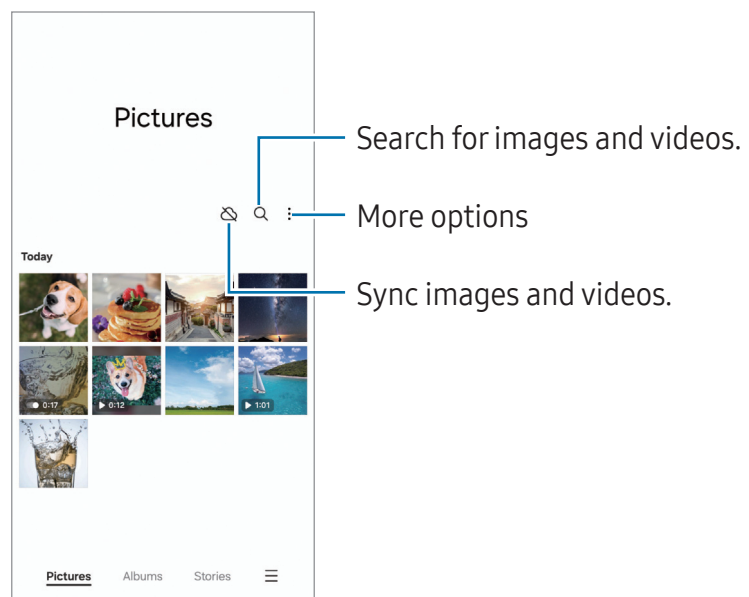 Pictures
Search for images and videos.
More options
Today
Sync images and videos.
0:17
0:12
1:01
Pictures Albums Stories